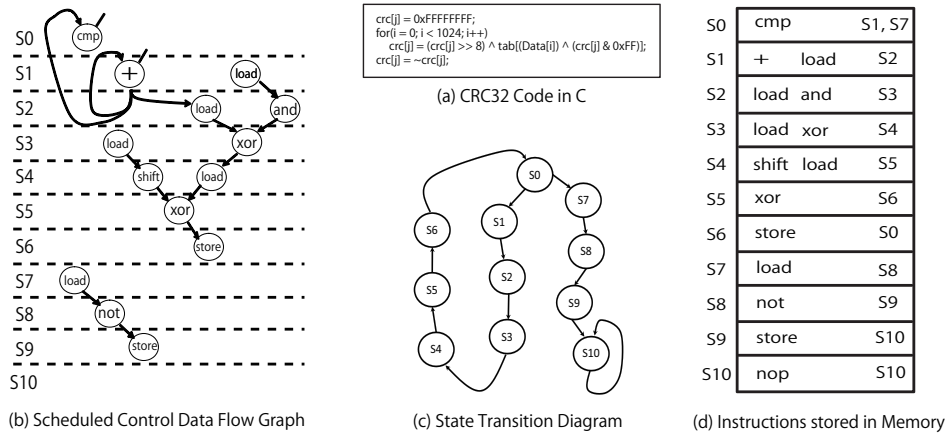 crc[j] = 0xFFFFFFFF;
for(i = 0; i < 1024; i++)
crc[j] = (crc[j] >> 8) ^ tab[(Data[i]) ^ (crc[j] & 0xFF)];
crc[j] = ~crc[j];
(a) CRC32 Code in C
S0 cmp
S1 + load
S2 load and
S3 load xor
S4 shift load
S5 xor
S6 store
S7 load
S8 not
S9 store
S10
(b) Scheduled Control Data Flow Graph
S0
S7
S1
S6
S8
S2
S5
S9
S3
S4
S10
(c) State Transition Diagram
S0 cmp S1, S7
S1 + load S2
S2 load and S3
S3 load xor S4
S4 shift load S5
S5 xor S6
S6 store S0
S7 load S8
S8 not S9
S9 store S10
S10 nop S10
(d) Instructions stored in Memory